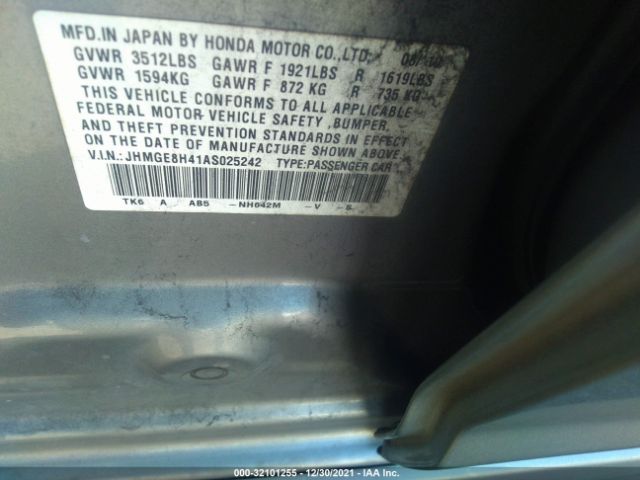 MFD.IN JAPAN BY HONDA MOTOR CO.,LTD.
GVWR 3512LBS GAWR F 1921LBS R 1619LBS
GVWR 1594KG GAWR F 872 KG R 735 KG
THIS VEHICLE CONFORMS TO ALL APPLICABLE
FEDERAL MOTOR VEHICLE SAFETY ,BUMPER,
AND THEFT PREVENTION STANDARDS IN EFFECT
ON THE DATE OF MANUFACTURE SHOWN ABOVE.
V.I.N.: JHMGE8H41AS025242 TYPE:PASSENGER CAR
TK6 A AB5 -NH642M -V -S
000-32101255 - 12/30/2021 - IAA Inc.